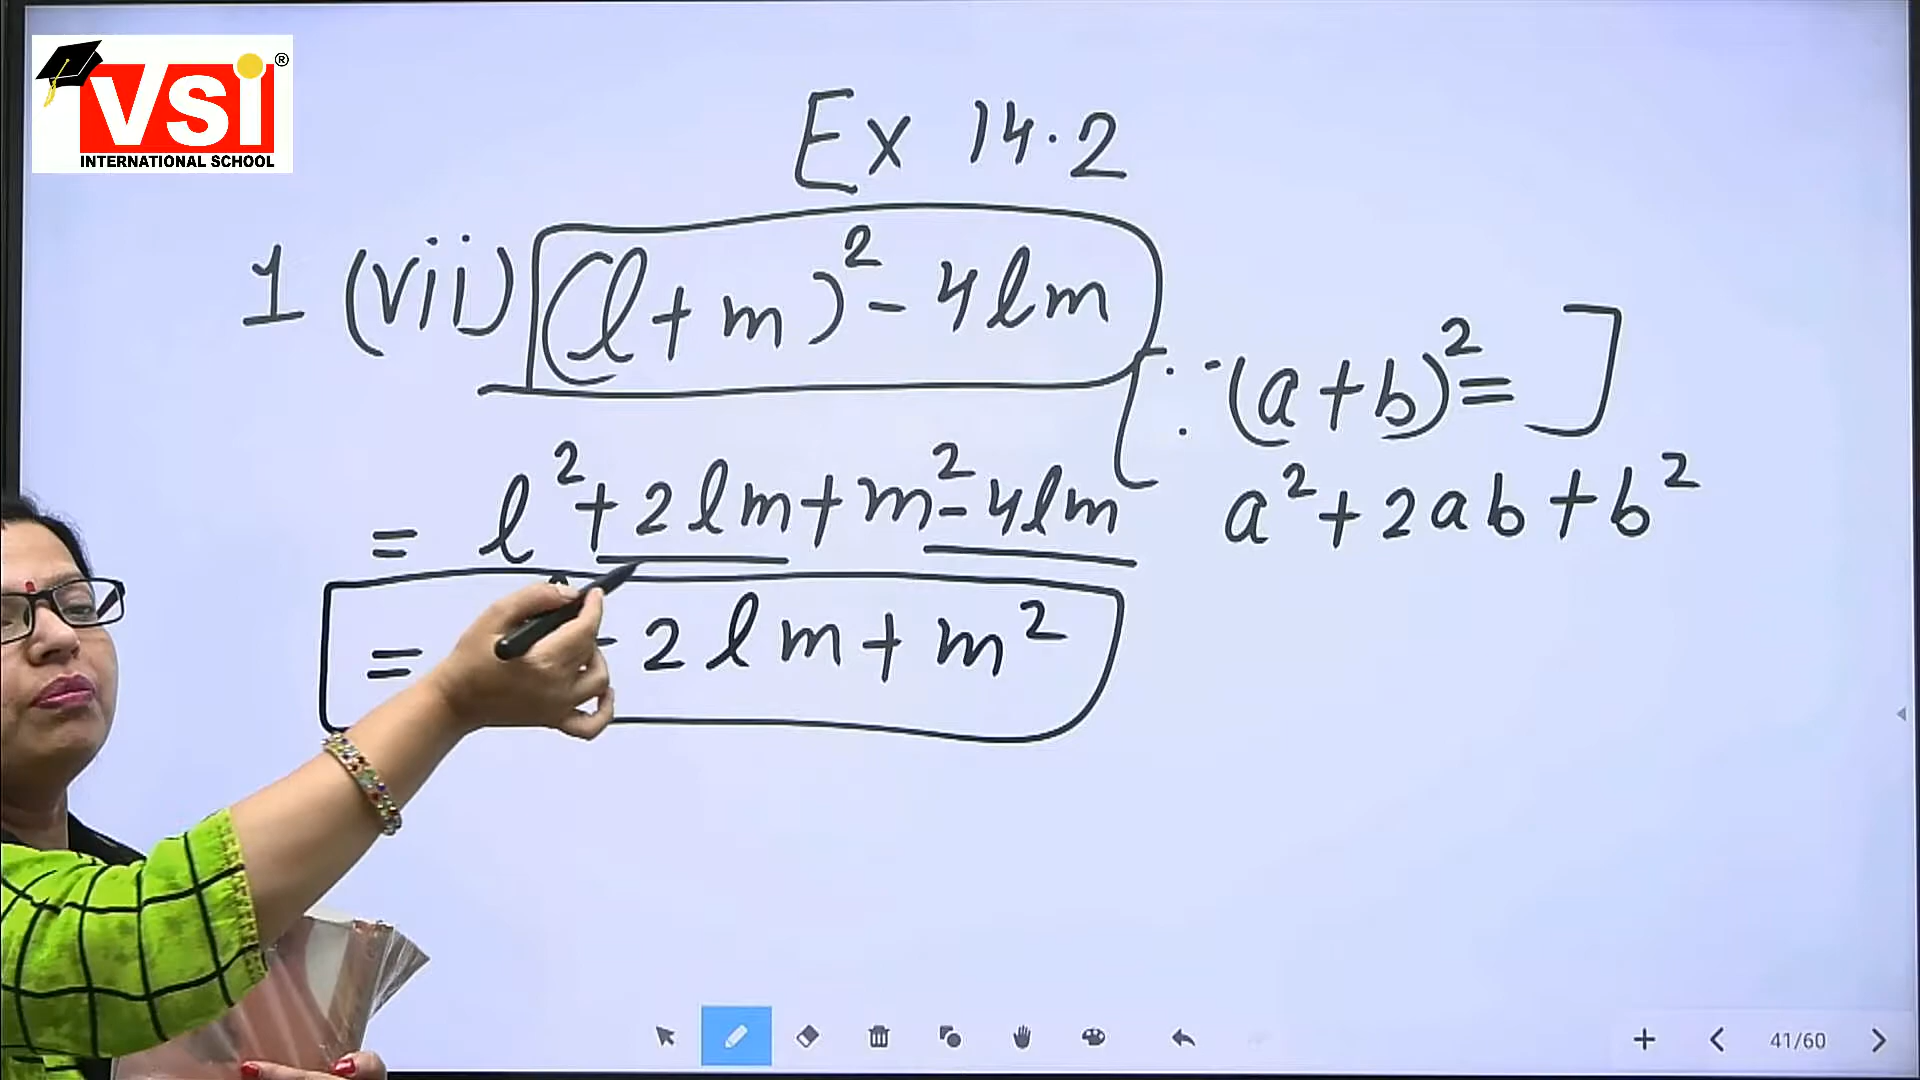 VSI®
INTERNATIONAL SCHOOL
Ex 14.2
1 (vii) (l+m)² - 4lm
[∵ (a+b)² = ]
= l² + 2lm + m² - 4lm
a² + 2ab + b²
= - 2lm + m²
41/60